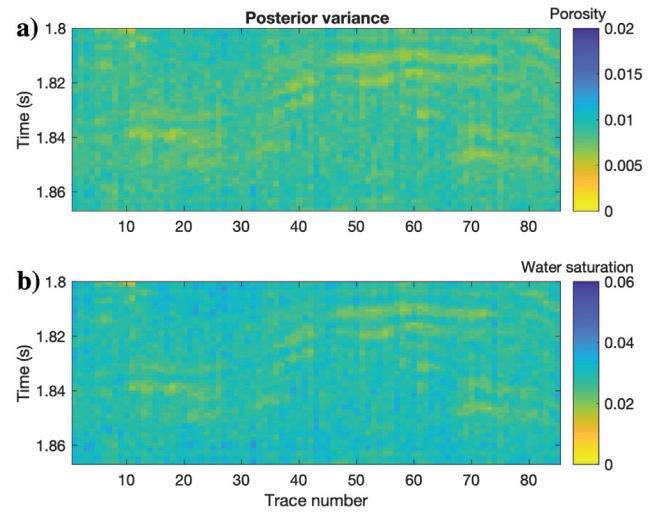 a)
Posterior variance
Porosity
1.8
1.82
1.84
1.86
Time (s)
10 20 30 40 50 60 70 80
0.02
0.015
0.01
0.005
0
b)
Water saturation
1.8
1.82
1.84
1.86
Time (s)
10 20 30 40 50 60 70 80
Trace number
0.06
0.04
0.02
0